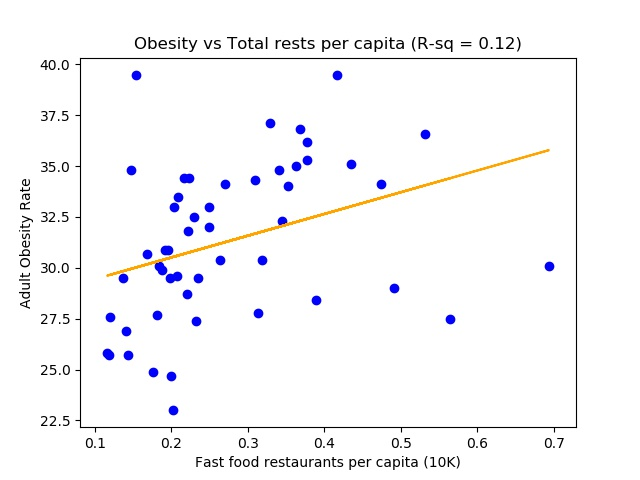 Obesity vs Total rests per capita (R-sq = 0.12)
40.0
37.5
35.0
32.5
30.0
27.5
25.0
22.5
Adult Obesity Rate
0.1 0.2 0.3 0.4 0.5 0.6 0.7
Fast food restaurants per capita (10K)